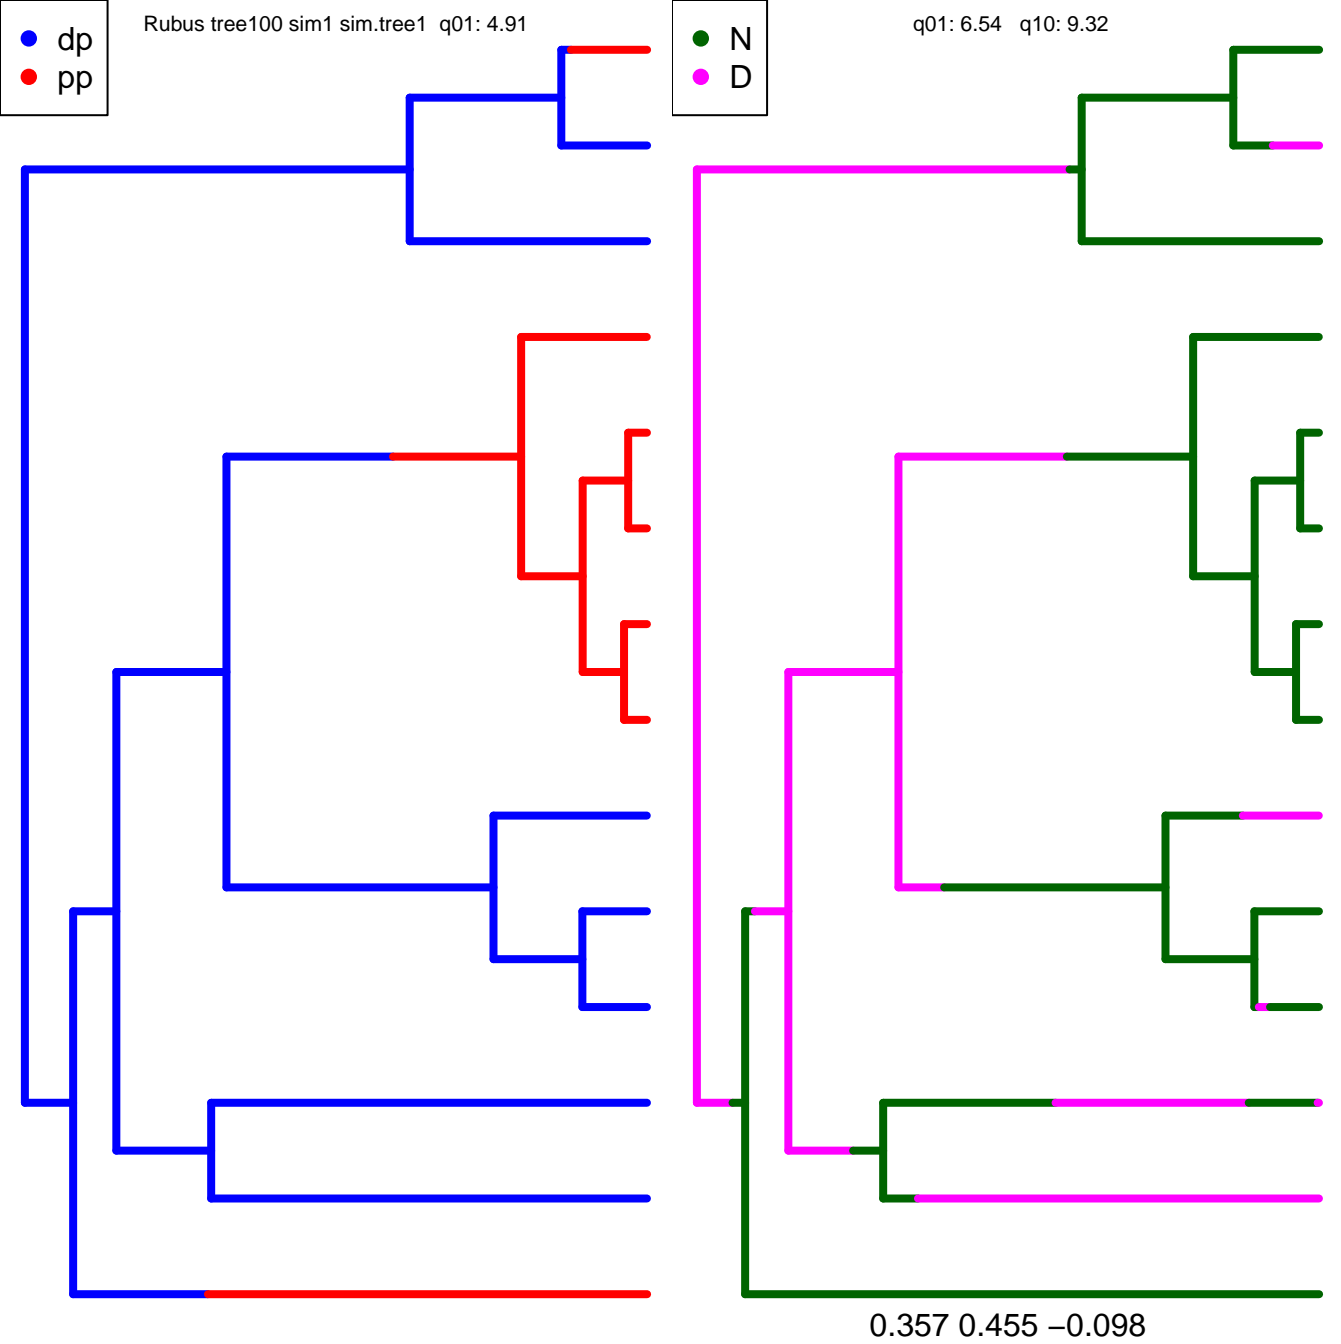 Rubus tree100 sim1 sim.tree1 q01: 4.91
dp
pp
q01: 6.54 q10: 9.32
N
D
0.357 0.455 −0.098